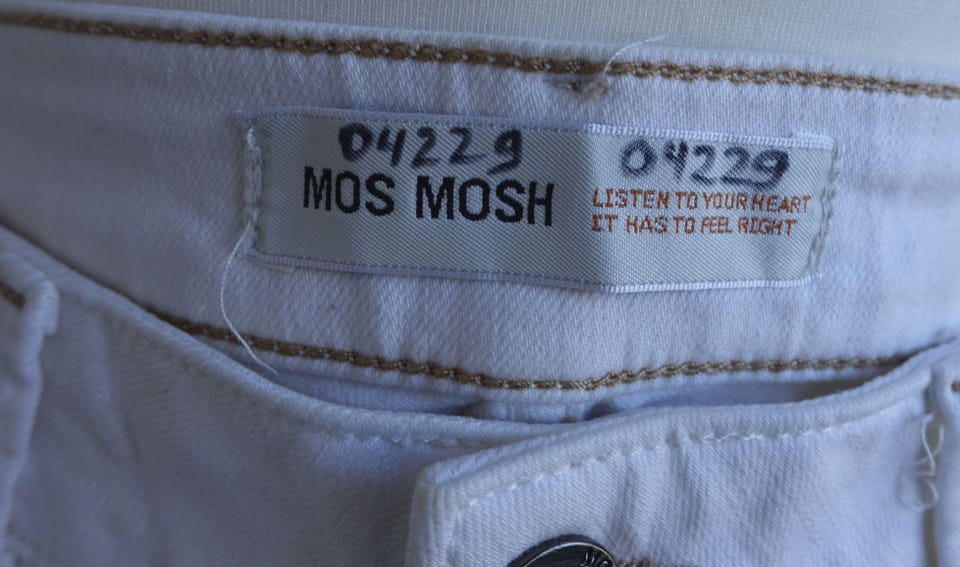 04229
MOS MOSH
04229
LISTEN TO YOUR HEART
IT HAS TO FEEL RIGHT